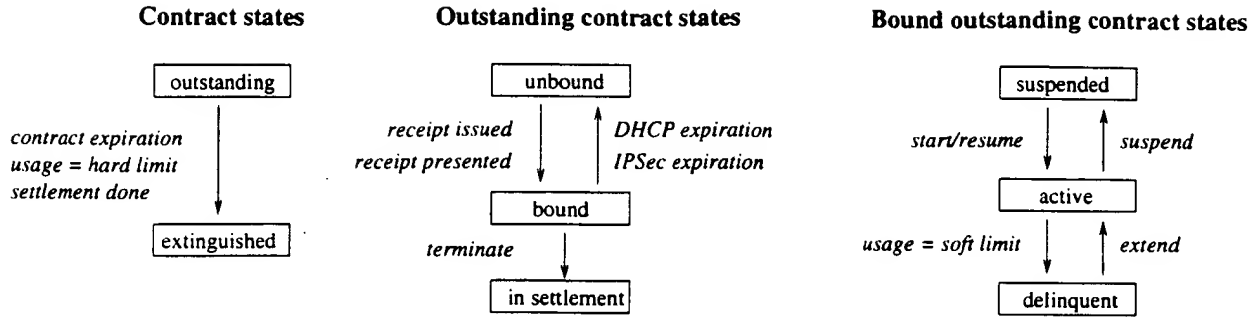 Contract states
outstanding
contract expiration
usage = hard limit
settlement done
extinguished
Outstanding contract states
unbound
receipt issued
receipt presented
DHCP expiration
IPSec expiration
bound
terminate
in settlement
Bound outstanding contract states
suspended
start/resume
suspend
active
usage = soft limit
extend
delinquent